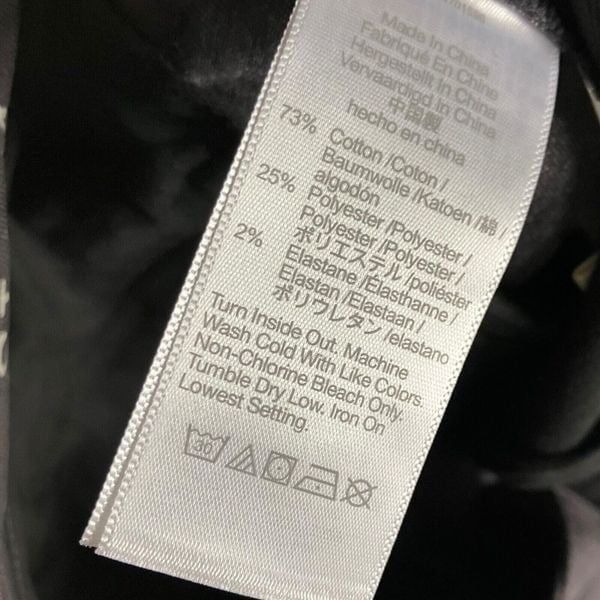 Made In China
Fabriqué En Chine
Hergestellt In China
Vervaardigd in China
中国製
hecho en china
73% Cotton /Coton /
Baumwolle /Katoen /綿 /
algodón
25% Polyester /Polyester /
Polyester /Polyester /
ポリエステル /poliéster
2% Elastane /Elasthanne /
Elastan /Elastaan /
ポリウレタン /elastano
Turn Inside Out. Machine
Wash Cold With Like Colors.
Non-Chlorine Bleach Only.
Tumble Dry Low. Iron On
Lowest Setting.
30